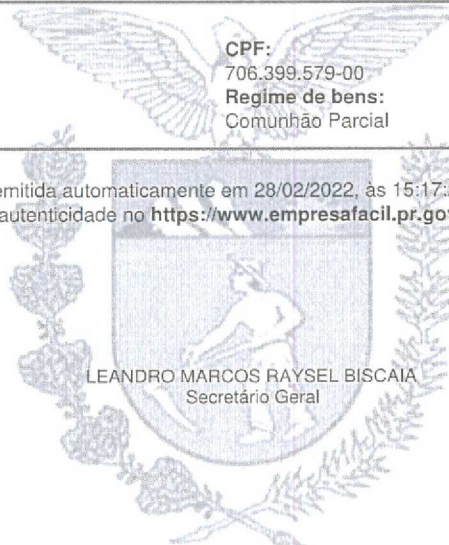 CPF:
706.399.579-00
Regime de bens:
Comunhão Parcial
emitida automaticamente em 28/02/2022, às 15:17:
autenticidade no https://www.empresafacil.pr.gov
LEANDRO MARCOS RAYSEL BISCAIA
Secretário Geral